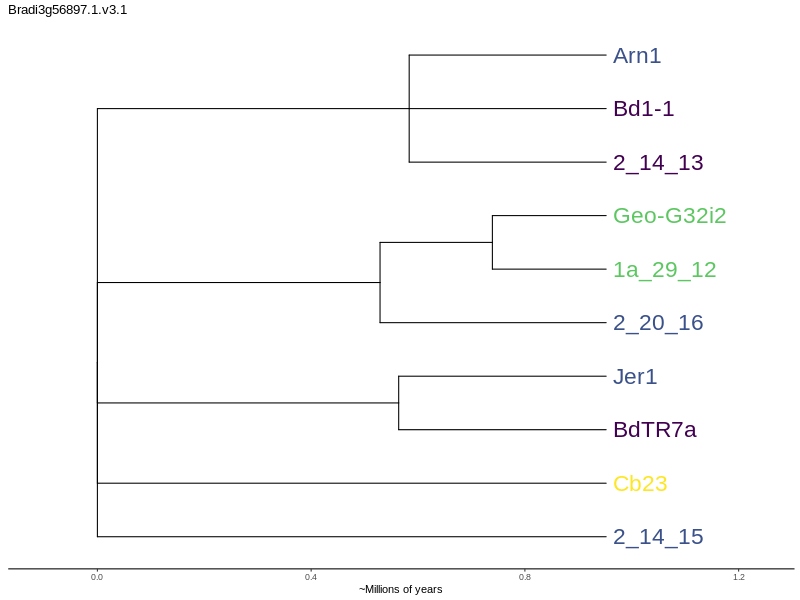 Bradi3g56897.1.v3.1
Arn1
Bd1-1
2_14_13
Geo-G32i2
1a_29_12
2_20_16
Jer1
BdTR7a
Cb23
2_14_15
0.0 0.4 0.8 1.2
~Millions of years